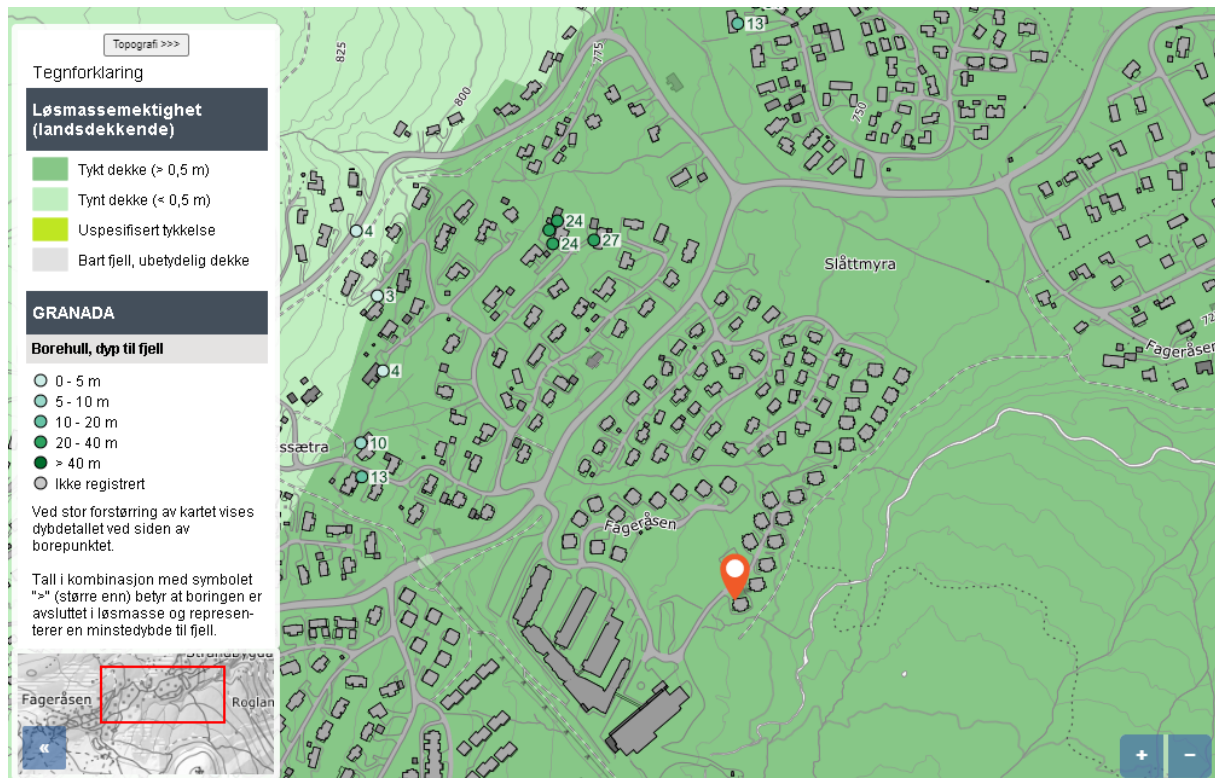 Topografi >>>
Tegnforklaring
Løsmassemektighet
(landsdekkende)
Tykt dekke (> 0,5 m)
Tynt dekke (< 0,5 m)
Uspesifisert tykkelse
Bart fjell, ubetydelig dekke
GRANADA
Borehull, dyp til fjell
0 - 5 m
5 - 10 m
10 - 20 m
20 - 40 m
> 40 m
Ikke registrert
Ved stor forstørring av kartet vises
dybdetallet ved siden av
borepunktet.
Tall i kombinasjon med symbolet
">" (større enn) betyr at boringen er
avsluttet i løsmasse og represen-
terer en minstedybde til fjell.
Fageråsen
«
825
800
775
13
750
4
24
24
27
3
4
10
13
Slåttmyra
Fageråsen
Fageråsen
+
−